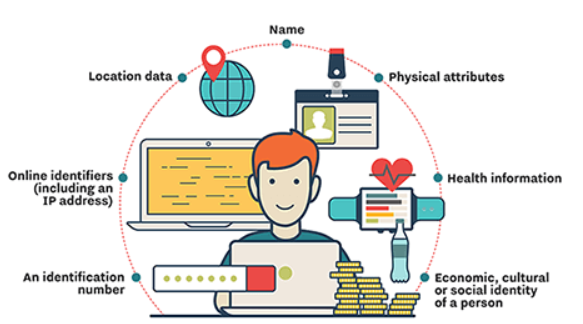 Name
Location data
Physical attributes
Online identifiers
(including an
IP address)
Health information
An identification
number
Economic, cultural
or social identity
of a person